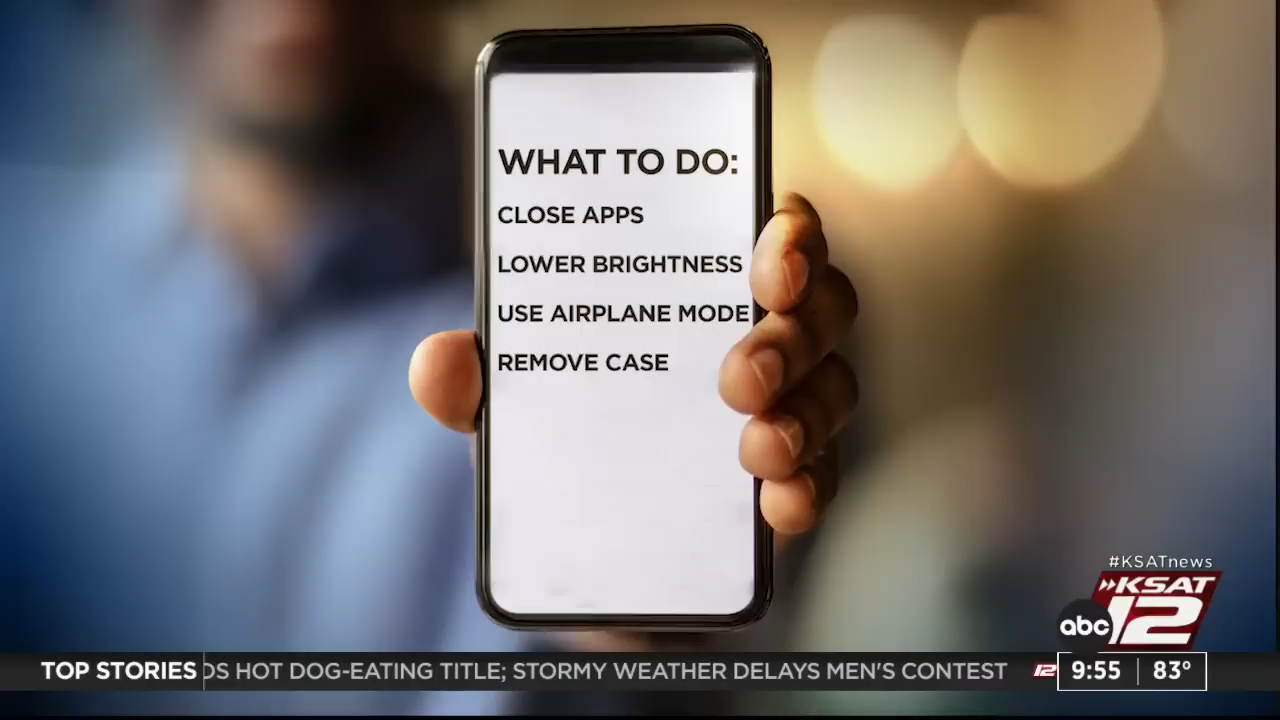 WHAT TO DO:
CLOSE APPS
LOWER BRIGHTNESS
USE AIRPLANE MODE
REMOVE CASE
#KSATnews
KSAT
12
abc
TOP STORIES
HOT DOG-EATING TITLE; STORMY WEATHER DELAYS MEN'S CONTEST
12
9:55
83°